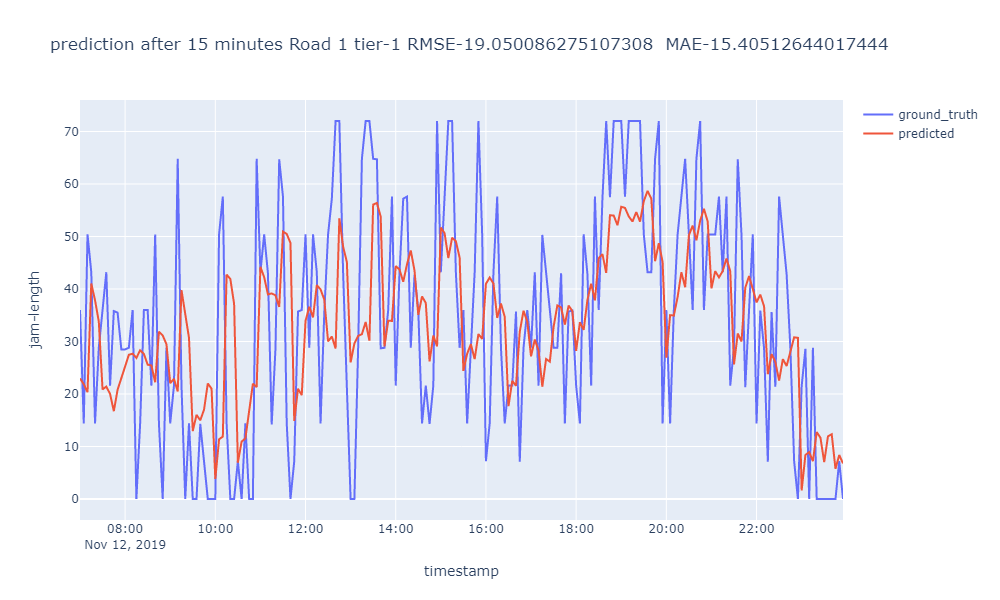 prediction after 15 minutes Road 1 tier-1 RMSE-19.050086275107308  MAE-15.40512644017444
ground_truth
predicted
jam-length
70
60
50
40
30
20
10
0
08:00 10:00 12:00 14:00 16:00 18:00 20:00 22:00
Nov 12, 2019
timestamp